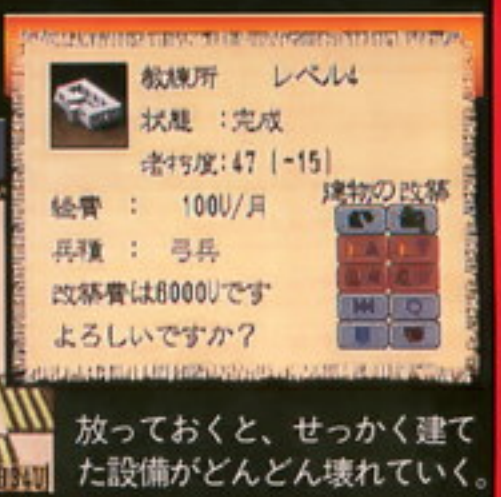 教練所 レベル4
状態 :完成
老朽度:47 (-15)
建物の改築
経費 : 100U/月
兵種 : 弓兵
改築費は6000Uです
よろしいですか?
放っておくと、せっかく建て
た設備がどんどん壊れていく。